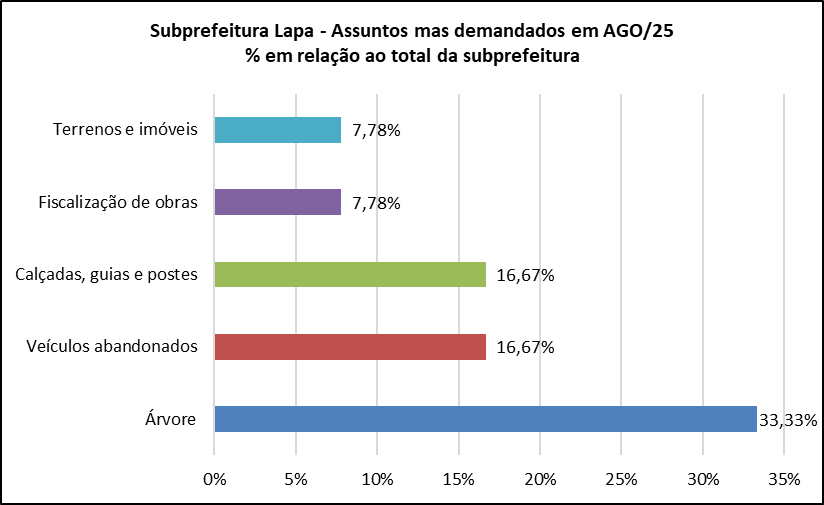 Subprefeitura Lapa - Assuntos mas demandados em AGO/25
% em relação ao total da subprefeitura
Terrenos e imóveis 7,78%
Fiscalização de obras 7,78%
Calçadas, guias e postes 16,67%
Veículos abandonados 16,67%
Árvore 33,33%
0% 5% 10% 15% 20% 25% 30% 35%